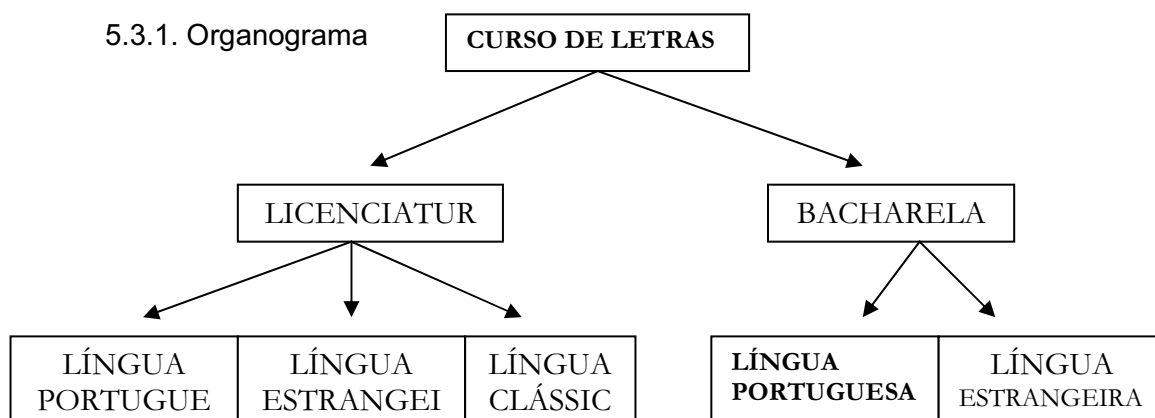 5.3.1. Organograma
CURSO DE LETRAS
LICENCIATUR
BACHARELA
LÍNGUA
PORTUGUE
LÍNGUA
ESTRANGEI
LÍNGUA
CLÁSSIC
LÍNGUA
PORTUGUESA
LÍNGUA
ESTRANGEIRA